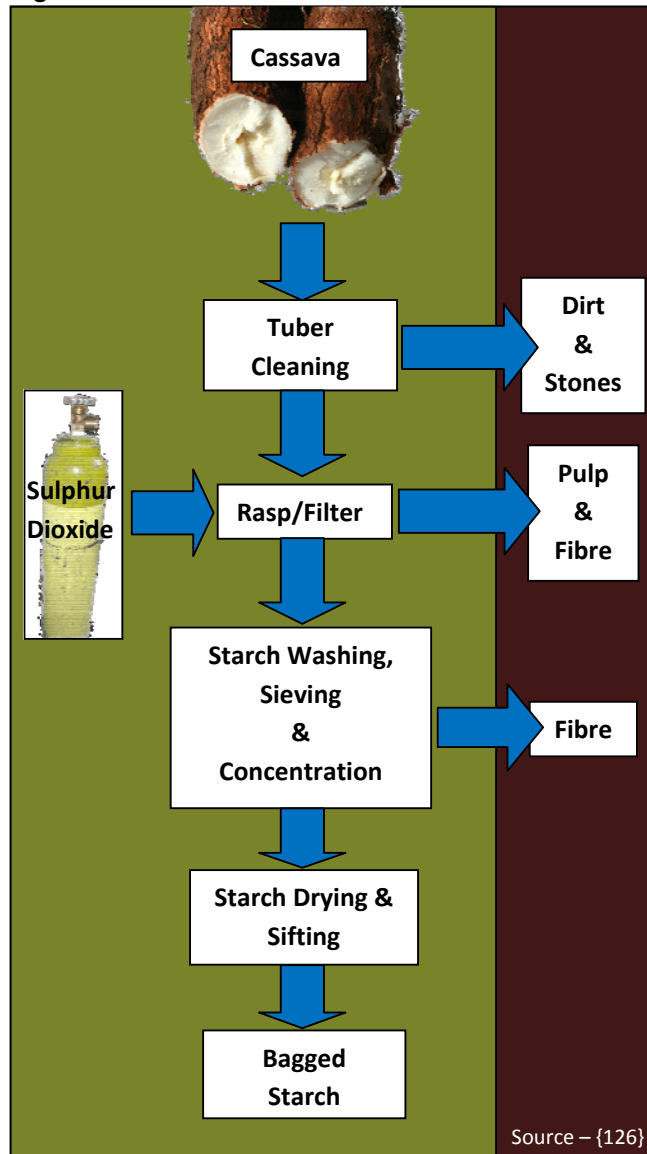 Cassava
Tuber
Cleaning
Dirt
&
Stones
Sulphur
Dioxide
Rasp/Filter
Pulp
&
Fibre
Starch Washing,
Sieving
&
Concentration
Fibre
Starch Drying &
Sifting
Bagged
Starch
Source – {126}